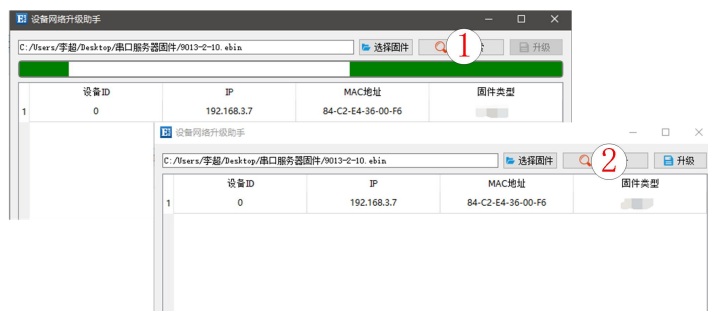 E 设备网络升级助手
C:/Users/李超/Desktop/串口服务器固件/9013-2-10.ebin 选择固件 1 升级
设备ID IP MAC地址 固件类型
1 0 192.168.3.7 84-C2-E4-36-00-F6
E 设备网络升级助手
C:/Users/李超/Desktop/串口服务器固件/9013-2-10.ebin 选择固件 2 升级
设备ID IP MAC地址 固件类型
1 0 192.168.3.7 84-C2-E4-36-00-F6